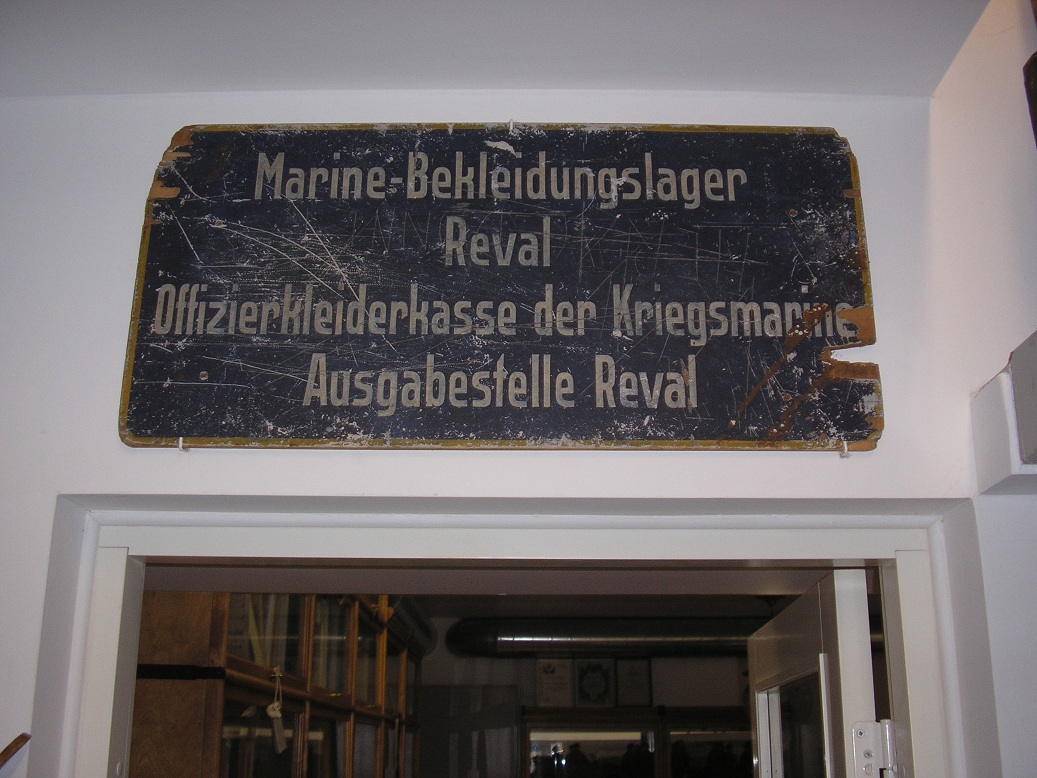 Marine-Bekleidungslager
Reval
Offizierkleiderkasse der Kriegsmarine
Ausgabestelle Reval